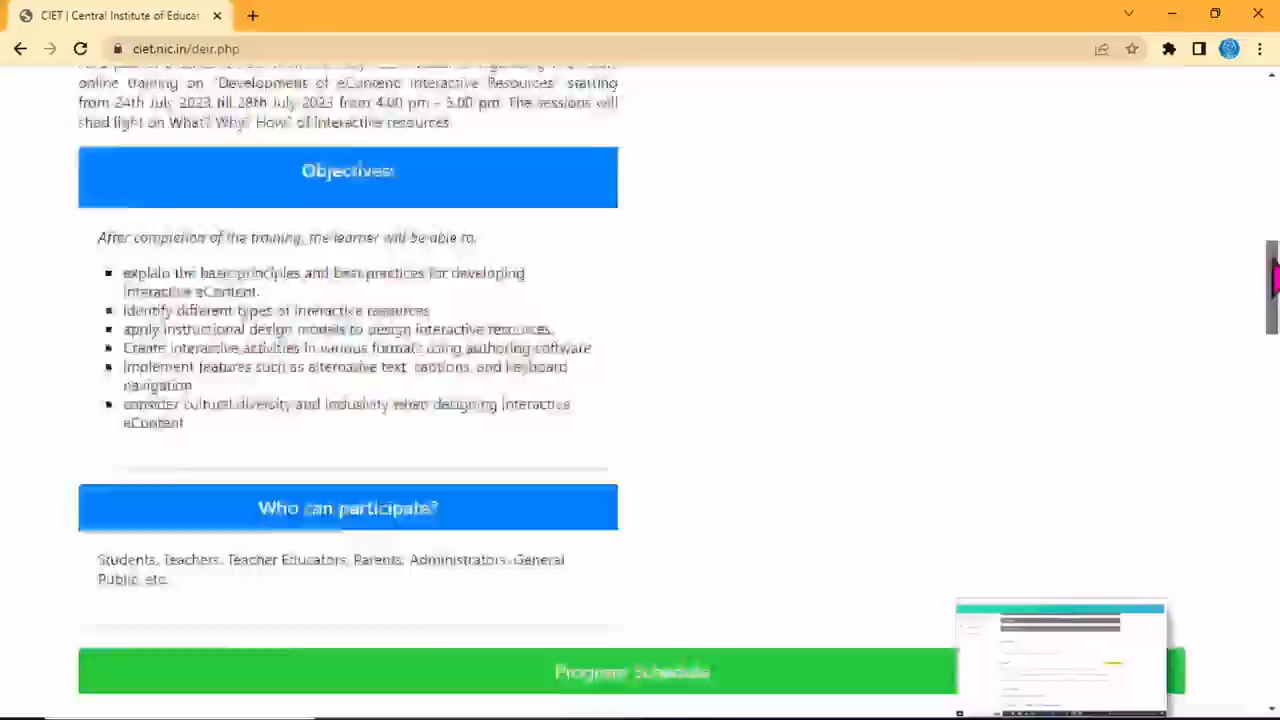 CIET | Central Institute of Educat
ciet.nic.in/deir.php
online training on "Development of eContent Interactive Resources" starting
from 24th July 2023 till 28th July 2023 from 4:00 pm - 5:00 pm. The sessions will
shed light on What? Why? How? of interactive resources.
Objectives:
After completion of the training, the learner will be able to:
explain the basic principles and best practices for developing
Interactive eContent.
Identify different types of interactive resources
apply instructional design models to design interactive resources.
Create interactive activities in various formats using authoring software
Implement features such as alternative text, captions, and keyboard
navigation
consider cultural diversity and inclusivity when designing Interactive
eContent
Who can participate?
Students, Teachers, Teacher Educators, Parents, Administrators, General
Public, etc.
Program Schedule